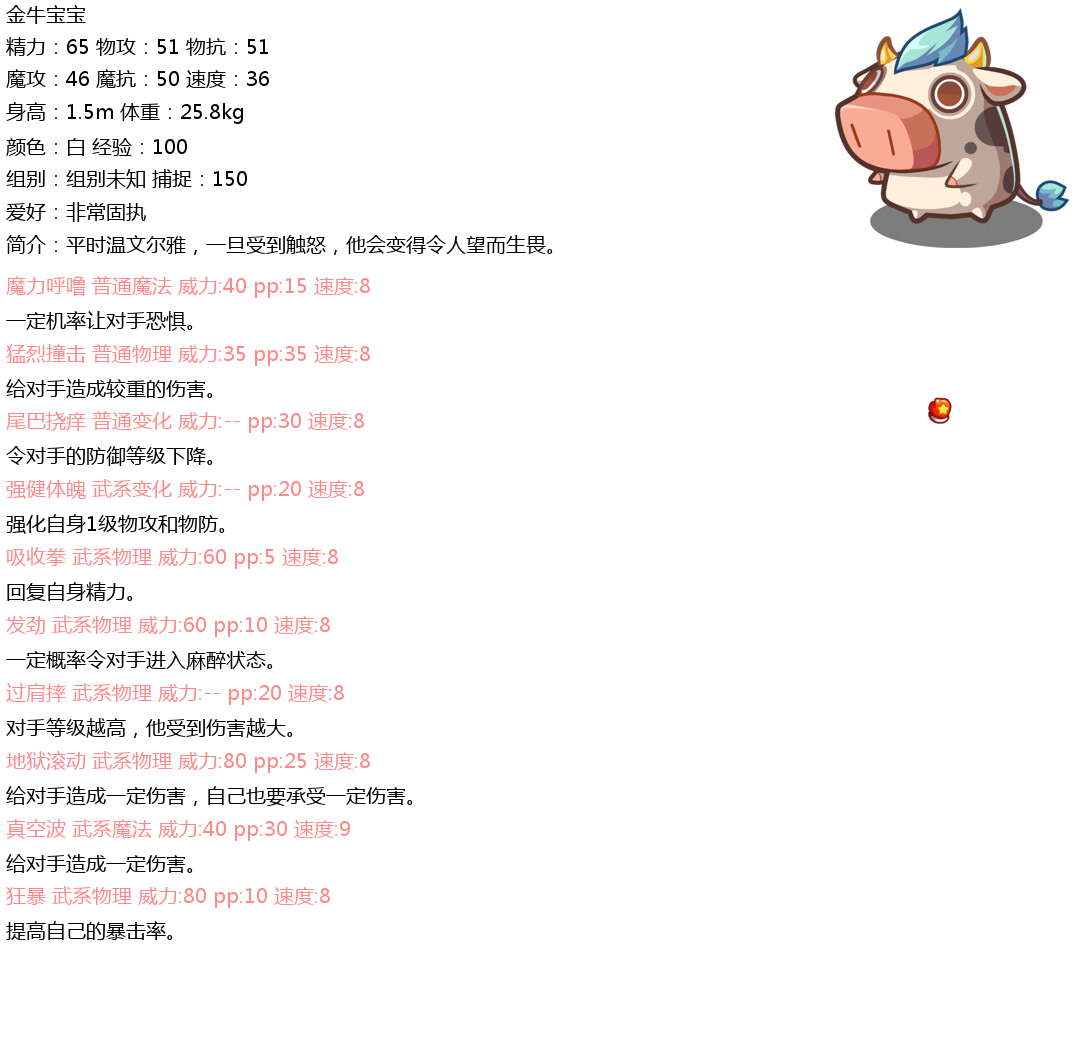 金牛宝宝
精力：65 物攻：51 物抗：51
魔攻：46 魔抗：50 速度：36
身高：1.5m 体重：25.8kg
颜色：白 经验：100
组别：组别未知 捕捉：150
爱好：非常固执
简介：平时温文尔雅，一旦受到触怒，他会变得令人望而生畏。
魔力呼噜 普通魔法 威力:40 pp:15 速度:8
一定机率让对手恐惧。
猛烈撞击 普通物理 威力:35 pp:35 速度:8
给对手造成较重的伤害。
尾巴挠痒 普通变化 威力:-- pp:30 速度:8
令对手的防御等级下降。
强健体魄 武系变化 威力:-- pp:20 速度:8
强化自身1级物攻和物防。
吸收拳 武系物理 威力:60 pp:5 速度:8
回复自身精力。
发劲 武系物理 威力:60 pp:10 速度:8
一定概率令对手进入麻醉状态。
过肩摔 武系物理 威力:-- pp:20 速度:8
对手等级越高，他受到伤害越大。
地狱滚动 武系物理 威力:80 pp:25 速度:8
给对手造成一定伤害，自己也要承受一定伤害。
真空波 武系魔法 威力:40 pp:30 速度:9
给对手造成一定伤害。
狂暴 武系物理 威力:80 pp:10 速度:8
提高自己的暴击率。